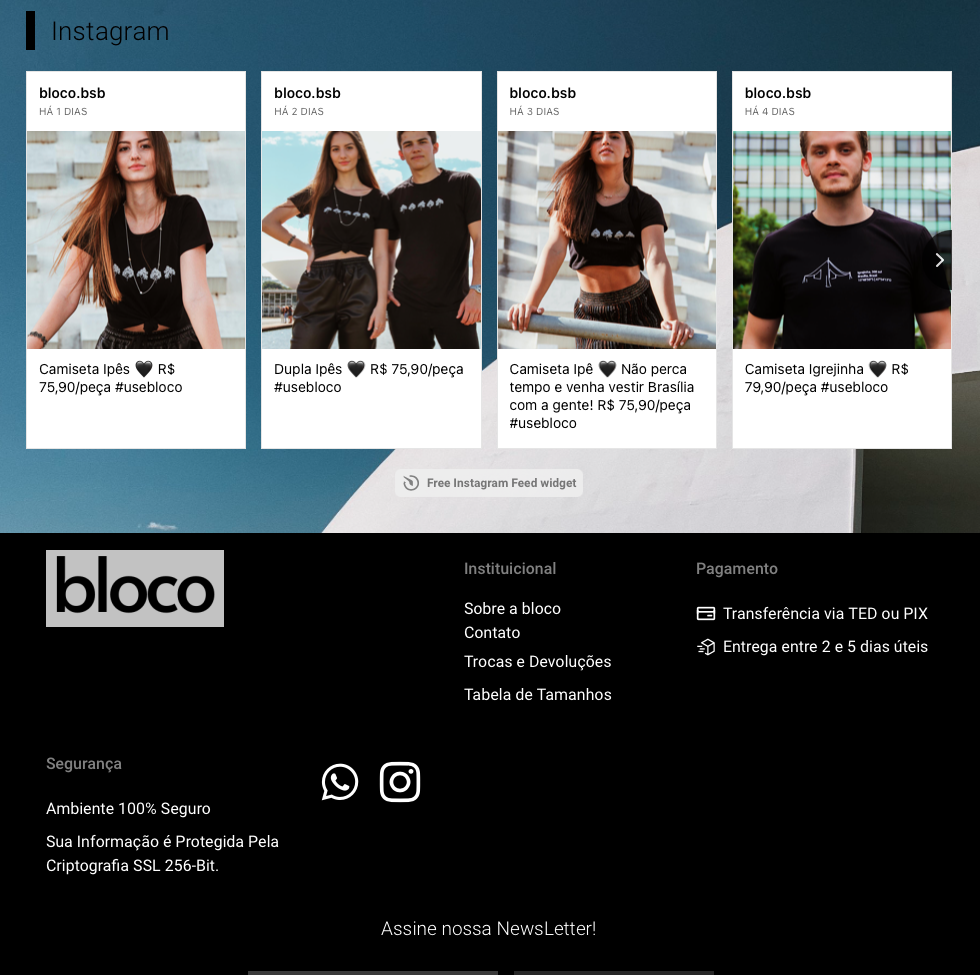 Instagram
bloco.bsb
HÁ 1 DIAS
Camiseta Ipês 🖤 R$
75,90/peça #usebloco
bloco.bsb
HÁ 2 DIAS
Dupla Ipês 🖤 R$ 75,90/peça
#usebloco
bloco.bsb
HÁ 3 DIAS
Camiseta Ipê 🖤 Não perca
tempo e venha vestir Brasília
com a gente! R$ 75,90/peça
#usebloco
bloco.bsb
HÁ 4 DIAS
Camiseta Igrejinha 🖤 R$
79,90/peça #usebloco
Free Instagram Feed widget
bloco
Instituicional
Sobre a bloco
Contato
Trocas e Devoluções
Tabela de Tamanhos
Pagamento
Transferência via TED ou PIX
Entrega entre 2 e 5 dias úteis
Segurança
Ambiente 100% Seguro
Sua Informação é Protegida Pela
Criptografia SSL 256-Bit.
Assine nossa NewsLetter!